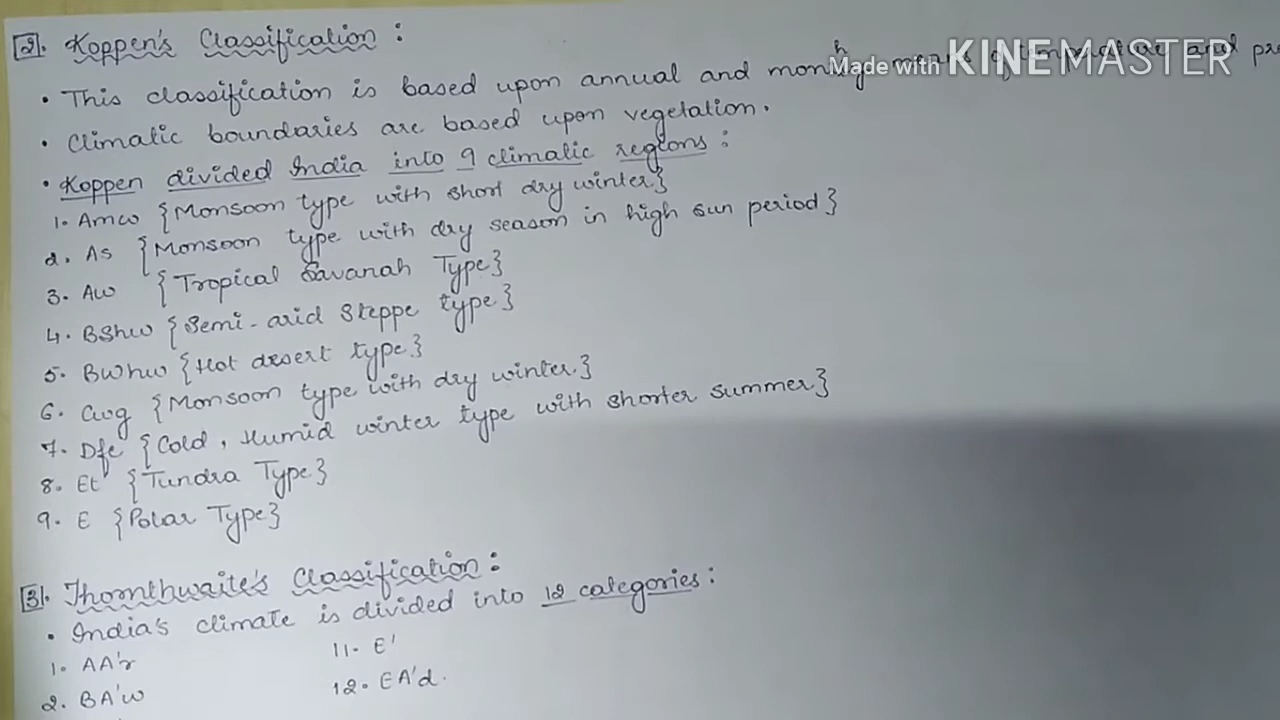 2. Koppen's Classification :
Made with KINEMASTER
• This classification is based upon annual and monthly means of temperature and
• Climatic boundaries are based upon vegetation.
• Koppen divided India into 9 climatic regions :
1. Amw {Monsoon type with short dry winter}
2. As {Monsoon type with dry season in high sun period}
3. Aw {Tropical Savanah Type}
4. BShw {Semi-arid Steppe type}
5. BWhw {Hot desert type}
6. Cwg {Monsoon type with dry winter}
7. Dfc {Cold, Humid winter type with shorter summer}
8. Et {Tundra Type}
9. E {Polar Type}
3. Thornthwaite's Classification :
• India's climate is divided into 12 categories :
1. AA'r
2. BA'w
11. E'
12. EA'd.